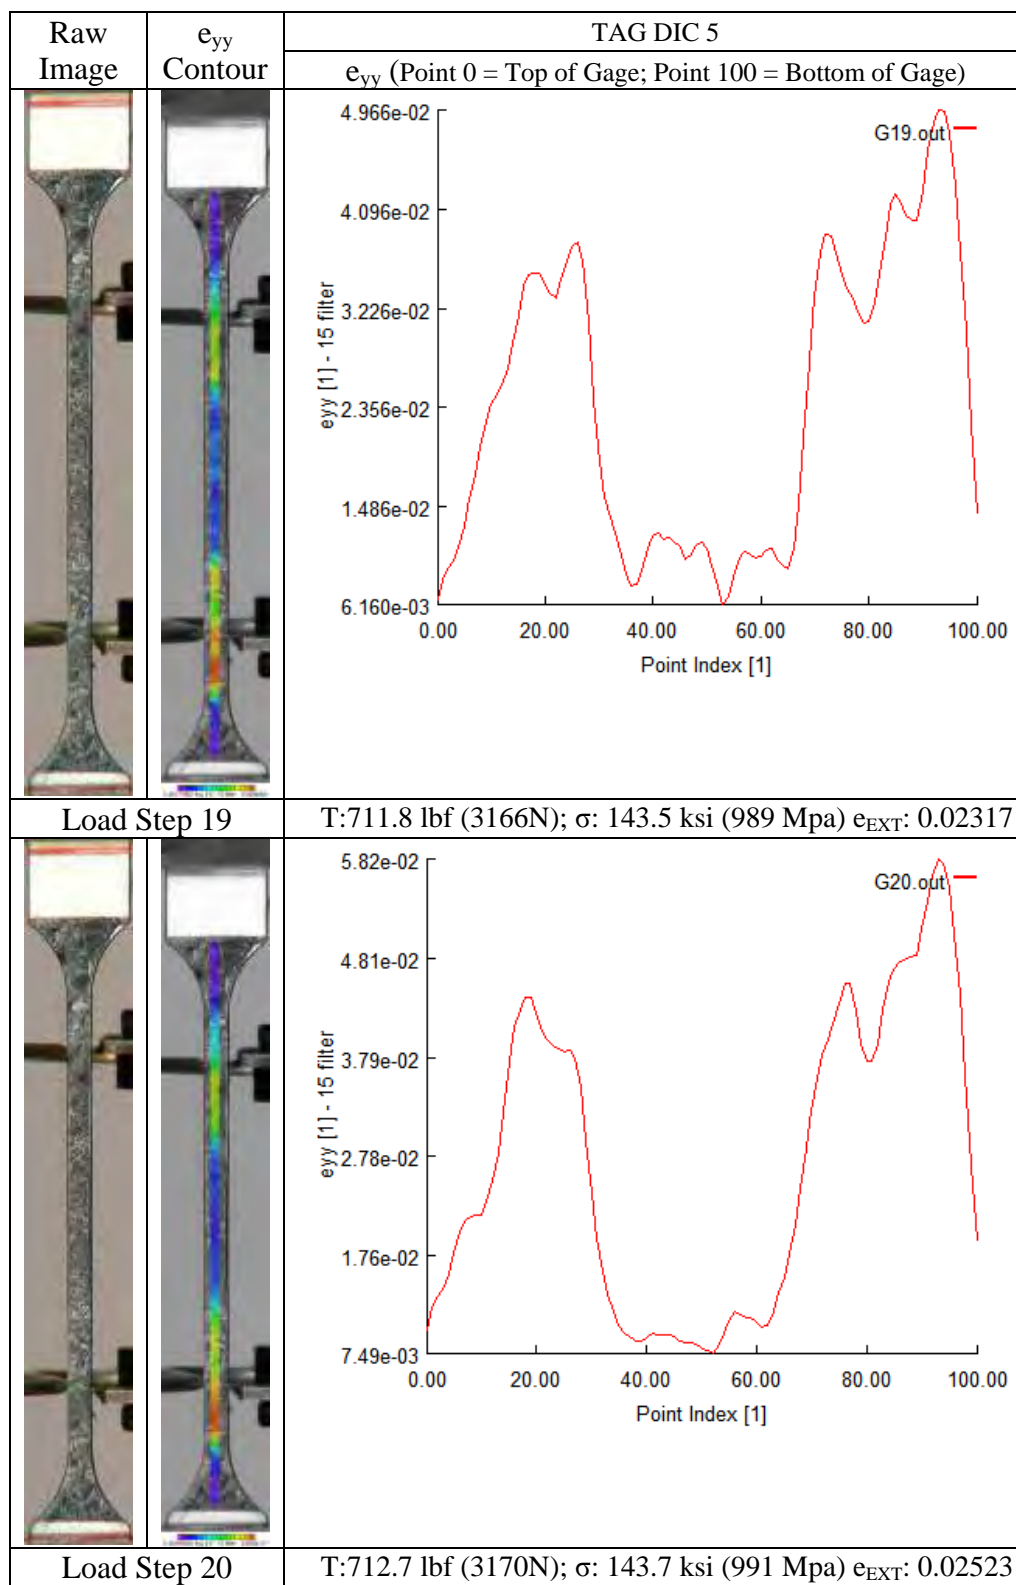 Raw Image
e_yy Contour
TAG DIC 5
e_yy (Point 0 = Top of Gage; Point 100 = Bottom of Gage)
4.966e-02
G19.out
4.096e-02
3.226e-02
2.356e-02
1.486e-02
6.160e-03
eyy [1] - 15 filter
0.00 20.00 40.00 60.00 80.00 100.00
Point Index [1]
Load Step 19
T:711.8 lbf (3166N); σ: 143.5 ksi (989 Mpa) e_EXT: 0.02317
5.82e-02
G20.out
4.81e-02
3.79e-02
2.78e-02
1.76e-02
7.49e-03
eyy [1] - 15 filter
0.00 20.00 40.00 60.00 80.00 100.00
Point Index [1]
Load Step 20
T:712.7 lbf (3170N); σ: 143.7 ksi (991 Mpa) e_EXT: 0.02523